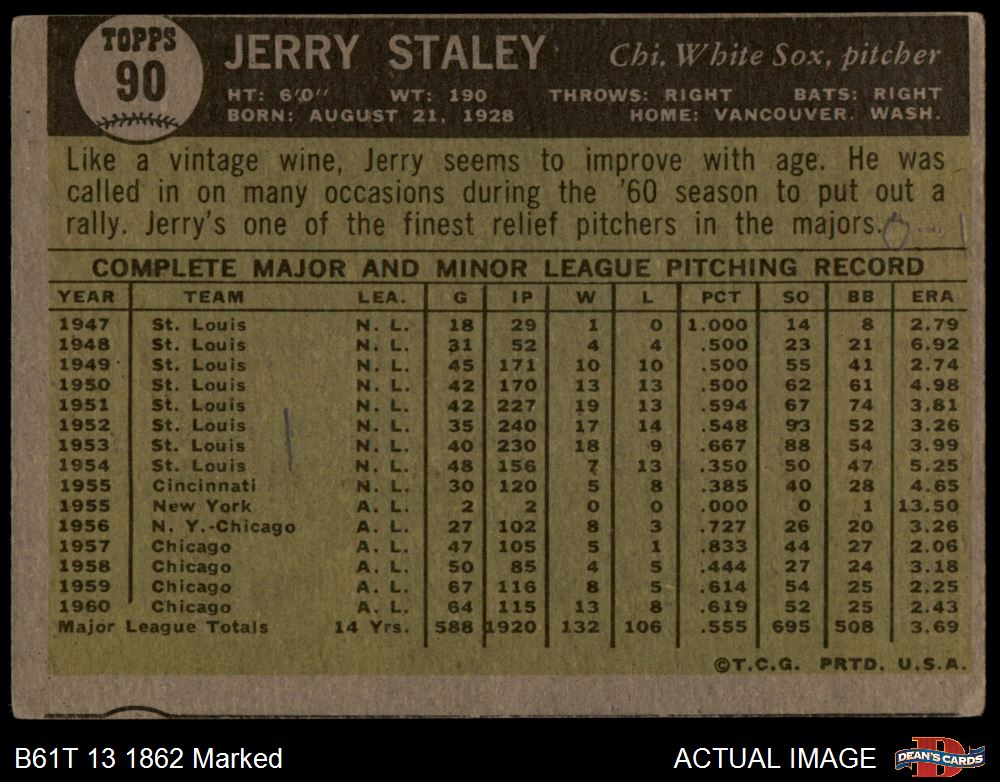 TOPPS
90
JERRY STALEY Chi. White Sox, pitcher
HT: 6'0" WT: 190 THROWS: RIGHT BATS: RIGHT
BORN: AUGUST 21, 1928 HOME: VANCOUVER. WASH.
Like a vintage wine, Jerry seems to improve with age. He was
called in on many occasions during the '60 season to put out a
rally. Jerry's one of the finest relief pitchers in the majors.
COMPLETE MAJOR AND MINOR LEAGUE PITCHING RECORD
YEAR TEAM LEA. G IP W L PCT SO BB ERA
1947 St. Louis N. L. 18 29 1 0 1.000 14 8 2.79
1948 St. Louis N. L. 31 52 4 4 .500 23 21 6.92
1949 St. Louis N. L. 45 171 10 10 .500 55 41 2.74
1950 St. Louis N. L. 42 170 13 13 .500 62 61 4.98
1951 St. Louis N. L. 42 227 19 13 .594 67 74 3.81
1952 St. Louis N. L. 35 240 17 14 .548 93 52 3.26
1953 St. Louis N. L. 40 230 18 9 .667 88 54 3.99
1954 St. Louis N. L. 48 156 7 13 .350 50 47 5.25
1955 Cincinnati N. L. 30 120 5 8 .385 40 28 4.65
1955 New York A. L. 2 2 0 0 .000 0 1 13.50
1956 N. Y.-Chicago A. L. 27 102 8 3 .727 26 20 3.26
1957 Chicago A. L. 47 105 5 1 .833 44 27 2.06
1958 Chicago A. L. 50 85 4 5 .444 27 24 3.18
1959 Chicago A. L. 67 116 8 5 .614 54 25 2.25
1960 Chicago A. L. 64 115 13 8 .619 52 25 2.43
Major League Totals 14 Yrs. 588 1920 132 106 .555 695 508 3.69
©T.C.G. PRTD. U.S.A.
B61T 13 1862 Marked ACTUAL IMAGE DEAN'S CARDS